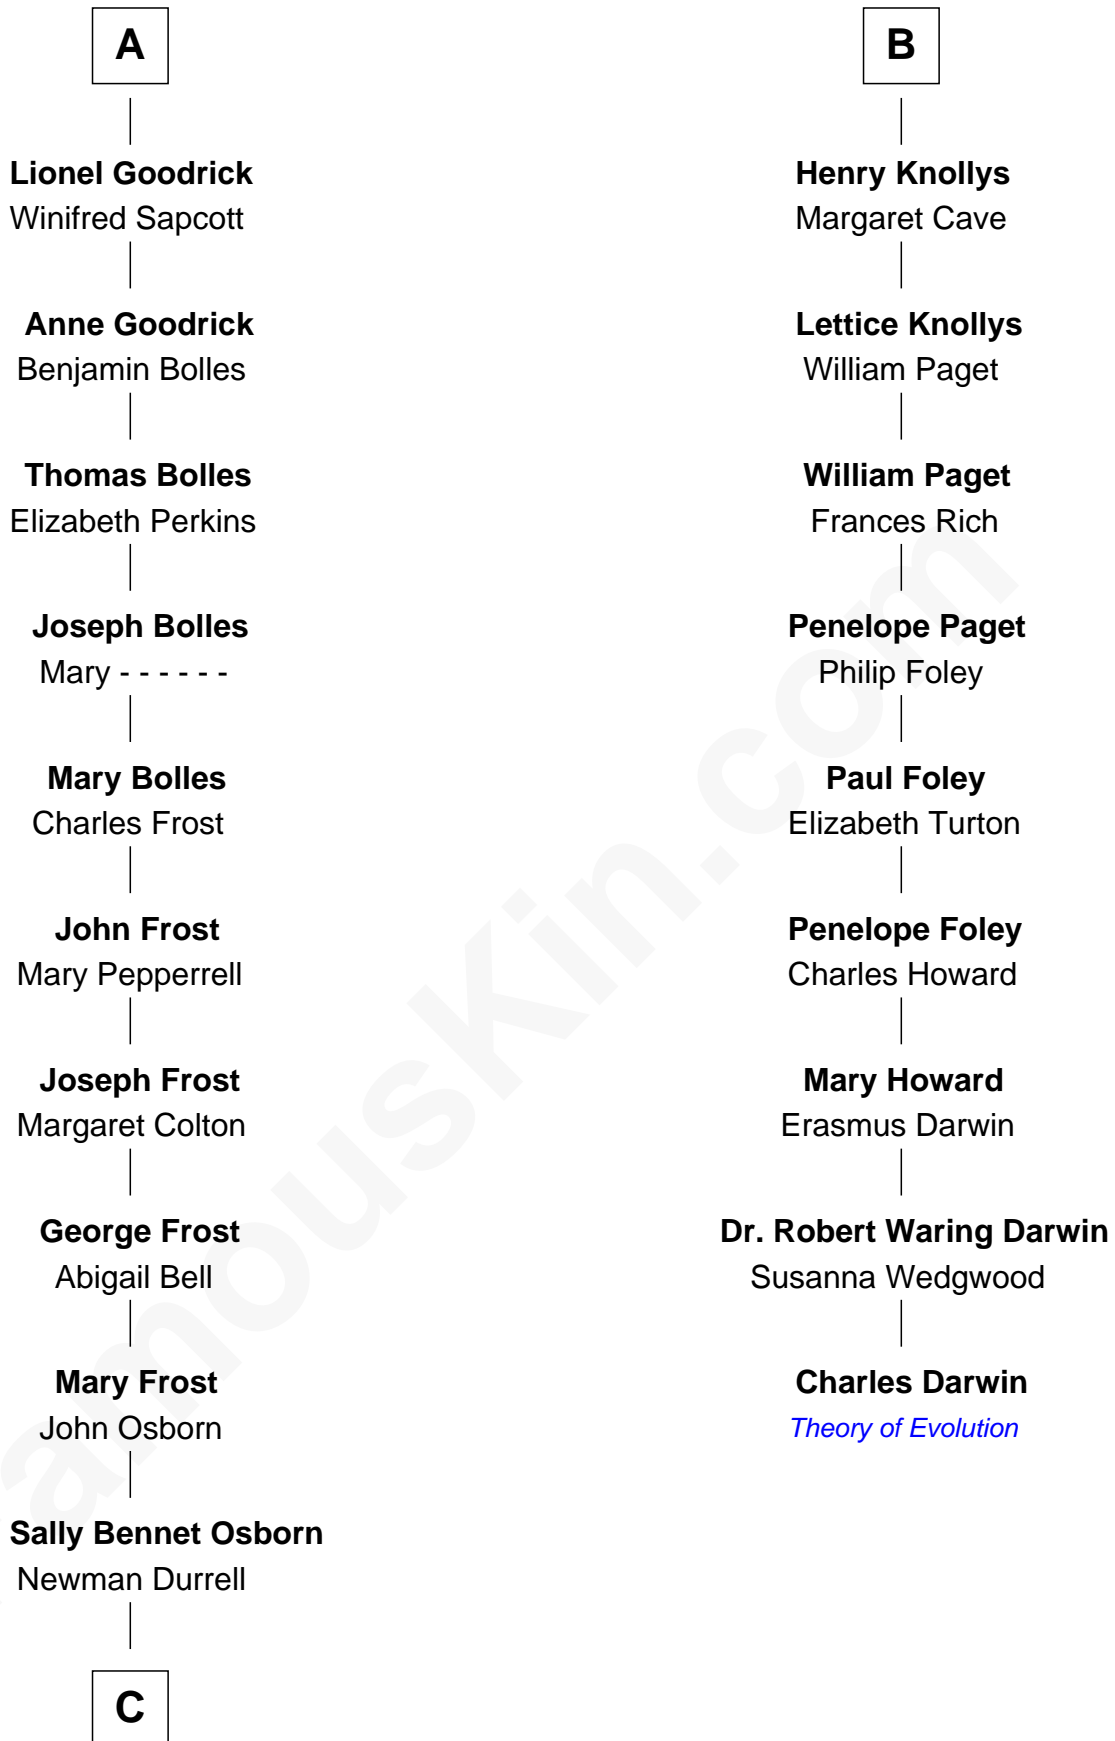 A
Lionel Goodrick
Winifred Sapcott
Anne Goodrick
Benjamin Bolles
Thomas Bolles
Elizabeth Perkins
Joseph Bolles
Mary - - - - - -
Mary Bolles
Charles Frost
John Frost
Mary Pepperrell
Joseph Frost
Margaret Colton
George Frost
Abigail Bell
Mary Frost
John Osborn
Sally Bennet Osborn
Newman Durrell
C
B
Henry Knollys
Margaret Cave
Lettice Knollys
William Paget
William Paget
Frances Rich
Penelope Paget
Philip Foley
Paul Foley
Elizabeth Turton
Penelope Foley
Charles Howard
Mary Howard
Erasmus Darwin
Dr. Robert Waring Darwin
Susanna Wedgwood
Charles Darwin
Theory of Evolution
amousKin.com